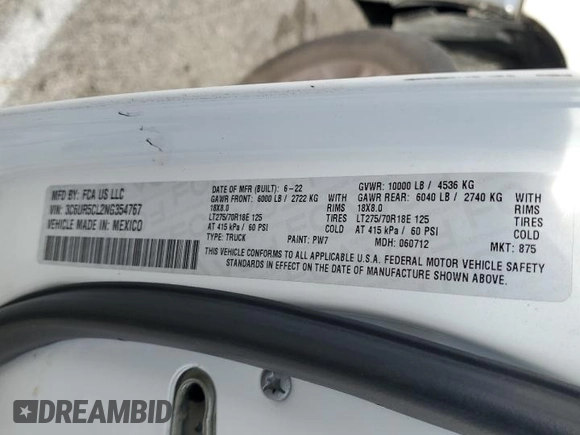 MFD BY: FCA US LLC
VIN: 3C6UR5CL2NG354767
VEHICLE MADE IN: MEXICO
DATE OF MFR (BUILT): 6-22
GAWR FRONT: 6000 LB / 2722 KG WITH
18X8.0 RIMS
LT275/70R18E 125 TIRES
AT 415 kPa / 60 PSI COLD
TYPE: TRUCK PAINT: PW7
GVWR: 10000 LB / 4536 KG
GAWR REAR: 6040 LB / 2740 KG WITH
18X8.0 RIMS
LT275/70R18E 125 TIRES
AT 415 kPa / 60 PSI COLD
MDH: 060712 MKT: 875
THIS VEHICLE CONFORMS TO ALL APPLICABLE U.S.A. FEDERAL MOTOR VEHICLE SAFETY
STANDARDS IN EFFECT ON THE DATE OF MANUFACTURE SHOWN ABOVE.
DREAMBID